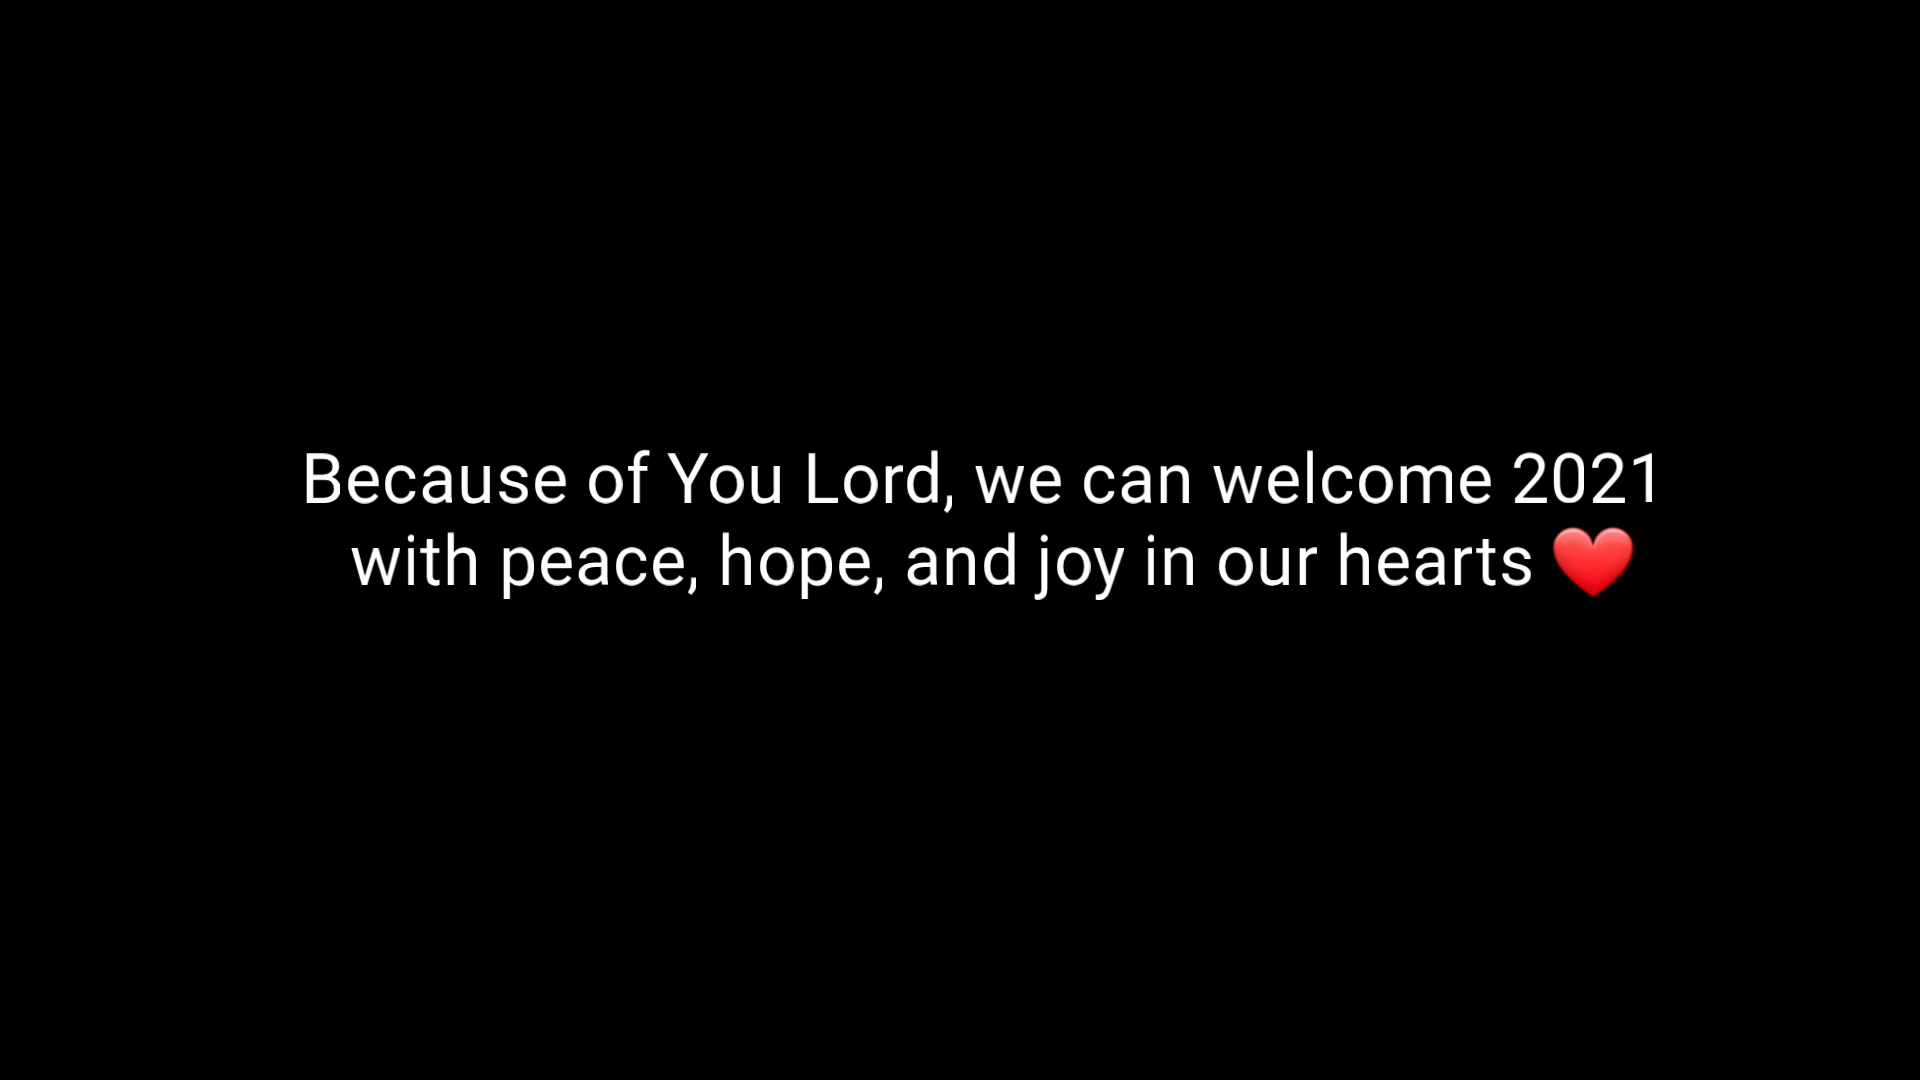 Because of You Lord, we can welcome 2021
with peace, hope, and joy in our hearts ❤️